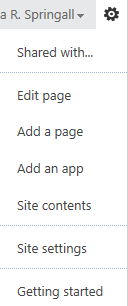 a R. Springall
Shared with...
Edit page
Add a page
Add an app
Site contents
Site settings
Getting started